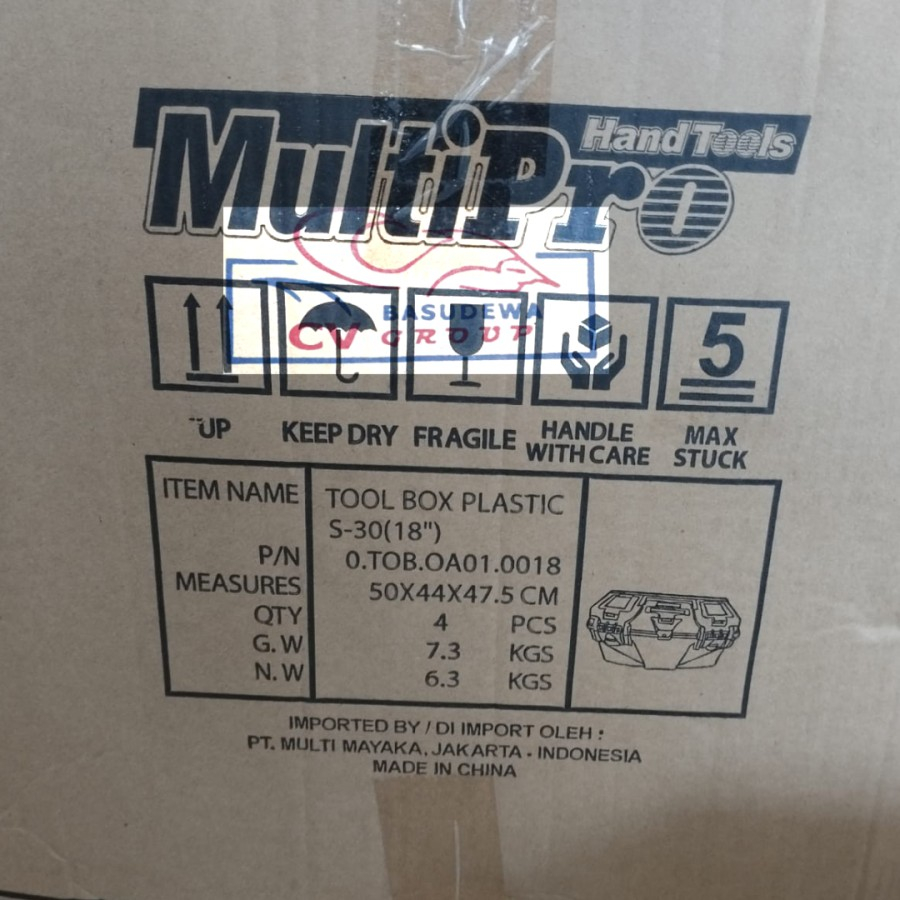 MultiPro
Hand Tools
BASUDEWA
CV GROUP
5
UP
KEEP DRY
FRAGILE
HANDLE WITH CARE
MAX STUCK
ITEM NAME TOOL BOX PLASTIC
S-30(18")
P/N 0.TOB.OA01.0018
MEASURES 50X44X47.5 CM
QTY 4 PCS
G.W 7.3 KGS
N.W 6.3 KGS
IMPORTED BY / DI IMPORT OLEH :
PT. MULTI MAYAKA, JAKARTA - INDONESIA
MADE IN CHINA